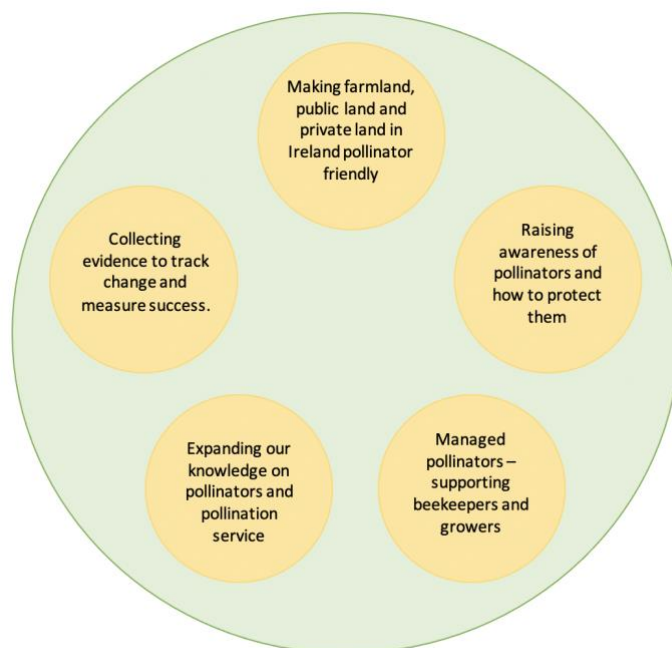 Making farmland,
public land and
private land in
Ireland pollinator
friendly
Raising
awareness of
pollinators and
how to protect
them
Managed
pollinators –
supporting
beekeepers and
growers
Expanding our
knowledge on
pollinators and
pollination
service
Collecting
evidence to track
change and
measure success.